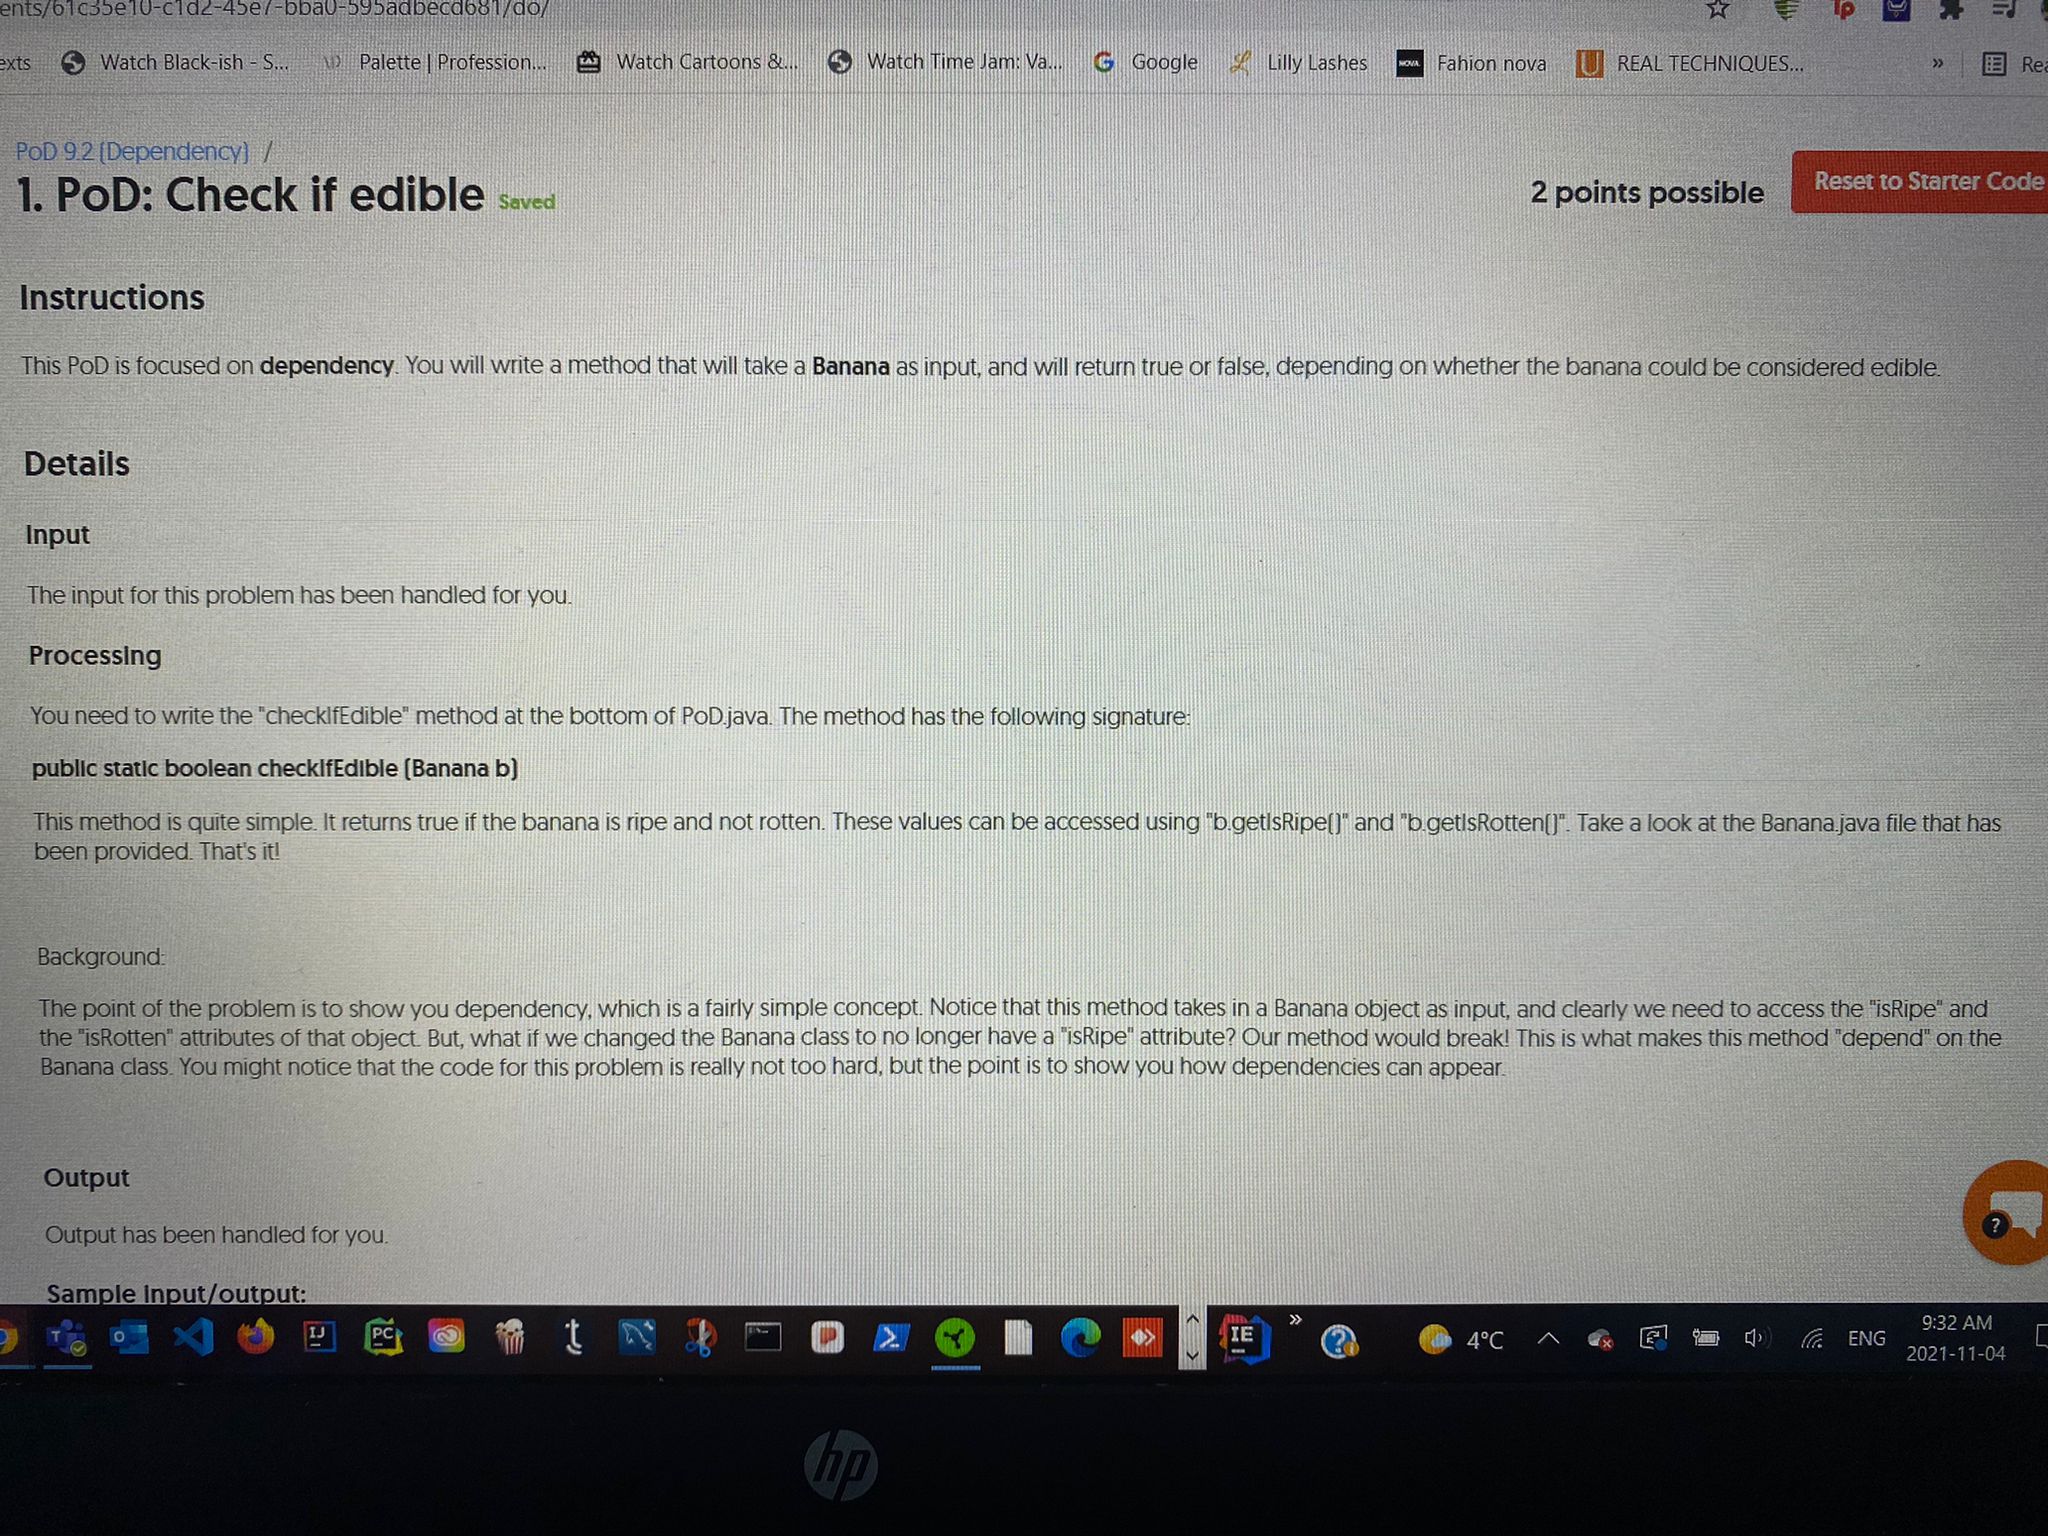 ents/61c35e10-c1d2-45e7-bba0-595adbecd681/do/
exts Watch Black-ish - S... Palette | Profession... Watch Cartoons &... Watch Time Jam: Va... Google Lilly Lashes NOVA Fahion nova REAL TECHNIQUES... » Rea
PoD 9.2 (Dependency) /
1. PoD: Check if edible Saved
2 points possible
Reset to Starter Code
Instructions
This PoD is focused on dependency. You will write a method that will take a Banana as input, and will return true or false, depending on whether the banana could be considered edible.
Details
Input
The input for this problem has been handled for you.
Processing
You need to write the "checkIfEdible" method at the bottom of PoD.java. The method has the following signature:
public static boolean checkIfEdible (Banana b)
This method is quite simple. It returns true if the banana is ripe and not rotten. These values can be accessed using "b.getIsRipe()" and "b.getIsRotten()". Take a look at the Banana.java file that has
been provided. That's it!
Background:
The point of the problem is to show you dependency, which is a fairly simple concept. Notice that this method takes in a Banana object as input, and clearly we need to access the "isRipe" and
the "isRotten" attributes of that object. But, what if we changed the Banana class to no longer have a "isRipe" attribute? Our method would break! This is what makes this method "depend" on the
Banana class. You might notice that the code for this problem is really not too hard, but the point is to show you how dependencies can appear.
Output
Output has been handled for you.
?
Sample Input/output:
IJ PC IE » 4°C ENG 9:32 AM
2021-11-04
hp